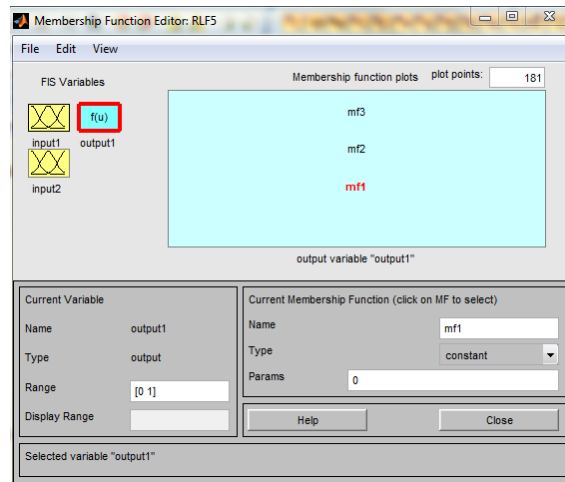 Membership Function Editor: RLF5
File Edit View
FIS Variables
f(u)
input1 output1
input2
Membership function plots plot points: 181
mf3
mf2
mf1
output variable "output1"
Current Variable
Name output1
Type output
Range [0 1]
Display Range
Current Membership Function (click on MF to select)
Name mf1
Type constant
Params 0
Help Close
Selected variable "output1"